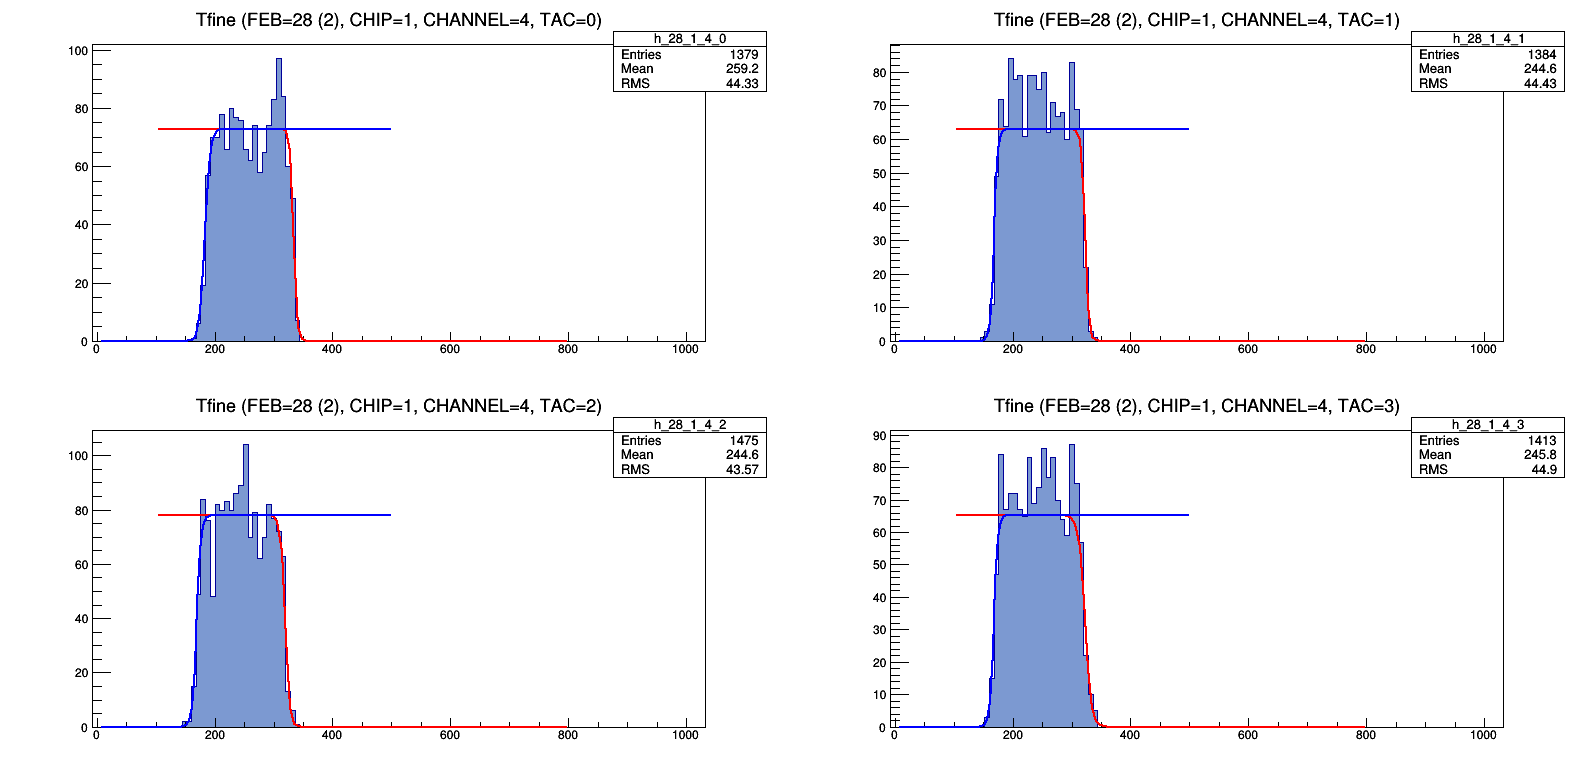 Tfine (FEB=28 (2), CHIP=1, CHANNEL=4, TAC=0)
h_28_1_4_0
Entries 1379
Mean 259.2
RMS 44.33
100
80
60
40
20
0
0 200 400 600 800 1000
Tfine (FEB=28 (2), CHIP=1, CHANNEL=4, TAC=1)
h_28_1_4_1
Entries 1384
Mean 244.6
RMS 44.43
80
70
60
50
40
30
20
10
0
0 200 400 600 800 1000
Tfine (FEB=28 (2), CHIP=1, CHANNEL=4, TAC=2)
h_28_1_4_2
Entries 1475
Mean 244.6
RMS 43.57
100
80
60
40
20
0
0 200 400 600 800 1000
Tfine (FEB=28 (2), CHIP=1, CHANNEL=4, TAC=3)
h_28_1_4_3
Entries 1413
Mean 245.8
RMS 44.9
90
80
70
60
50
40
30
20
10
0
0 200 400 600 800 1000